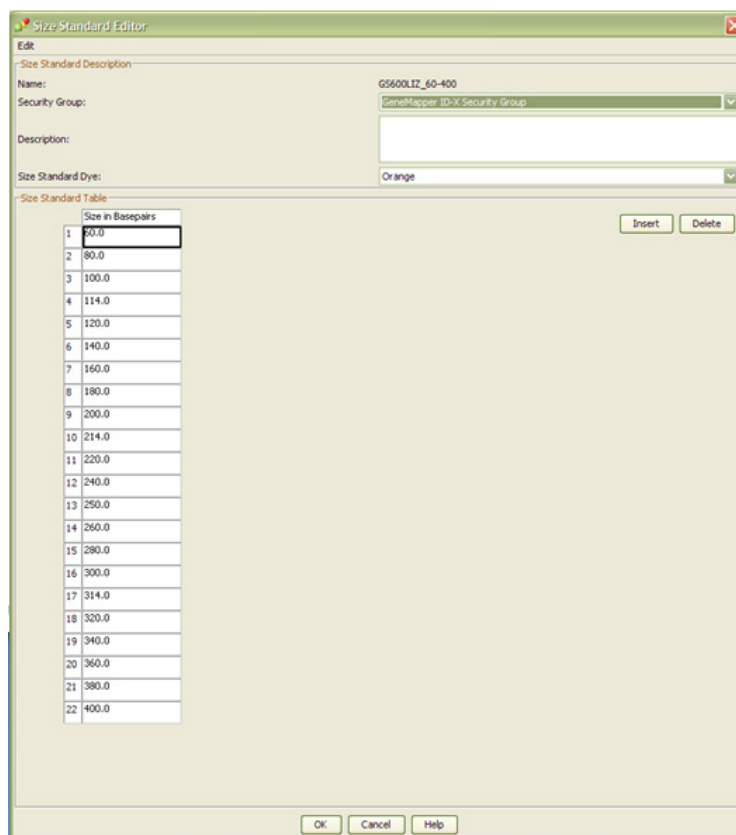 Size Standard Editor
Edit
Size Standard Description
Name: GS600LIZ_60-400
Security Group: GeneMapper ID-X Security Group
Description:
Size Standard Dye: Orange
Size Standard Table
Size in Basepairs
Insert Delete
1 60.0
2 80.0
3 100.0
4 114.0
5 120.0
6 140.0
7 160.0
8 180.0
9 200.0
10 214.0
11 220.0
12 240.0
13 250.0
14 260.0
15 280.0
16 300.0
17 314.0
18 320.0
19 340.0
20 360.0
21 380.0
22 400.0
OK Cancel Help